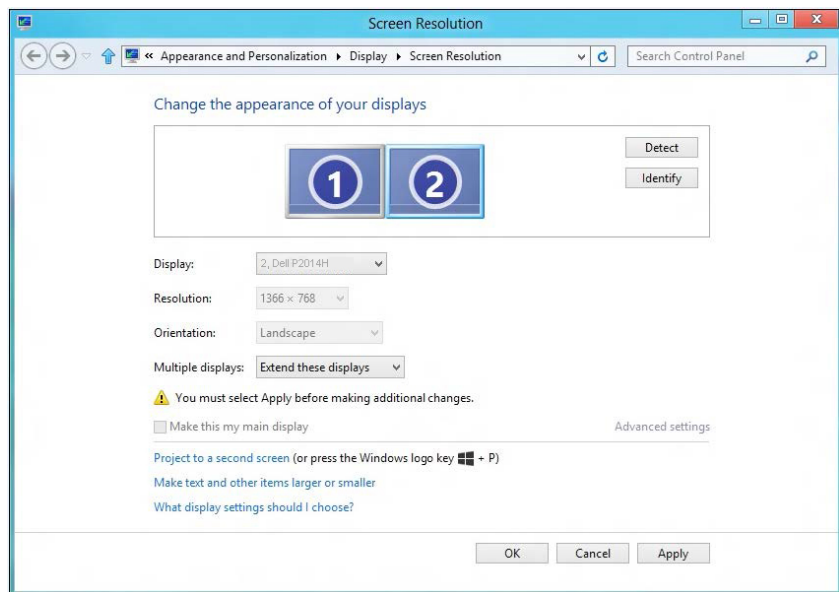 Screen Resolution
« Appearance and Personalization ▸ Display ▸ Screen Resolution
Search Control Panel
Change the appearance of your displays
1
2
Detect
Identify
Display: 2, Dell P2014H
Resolution: 1366 × 768
Orientation: Landscape
Multiple displays: Extend these displays
You must select Apply before making additional changes.
Make this my main display
Advanced settings
Project to a second screen (or press the Windows logo key + P)
Make text and other items larger or smaller
What display settings should I choose?
OK
Cancel
Apply